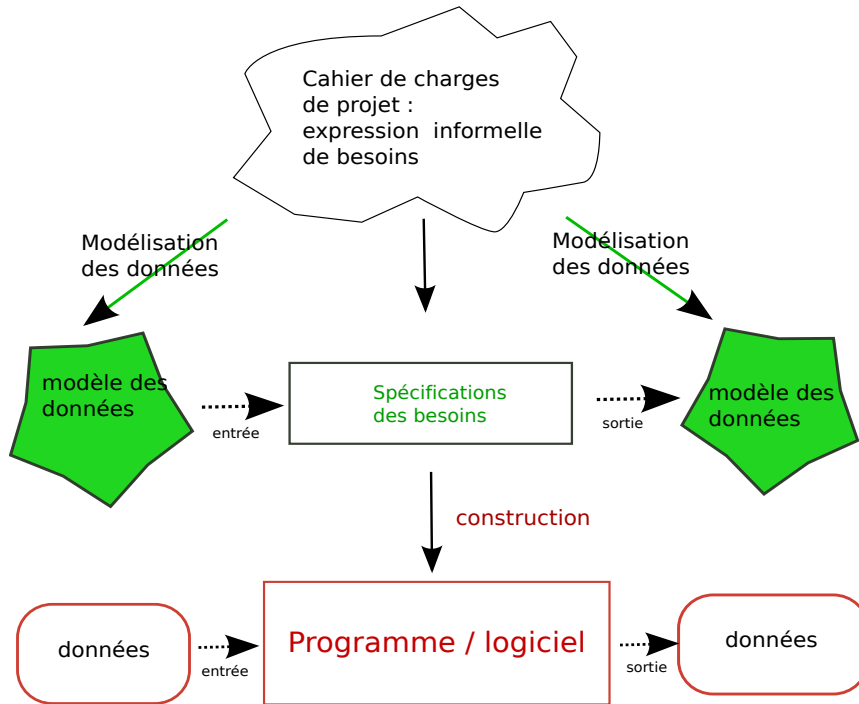 Cahier de charges
de projet :
expression informelle
de besoins
Modélisation
des données
Modélisation
des données
modèle des
données
entrée
Spécifications
des besoins
sortie
modèle des
données
construction
données
entrée
Programme / logiciel
sortie
données